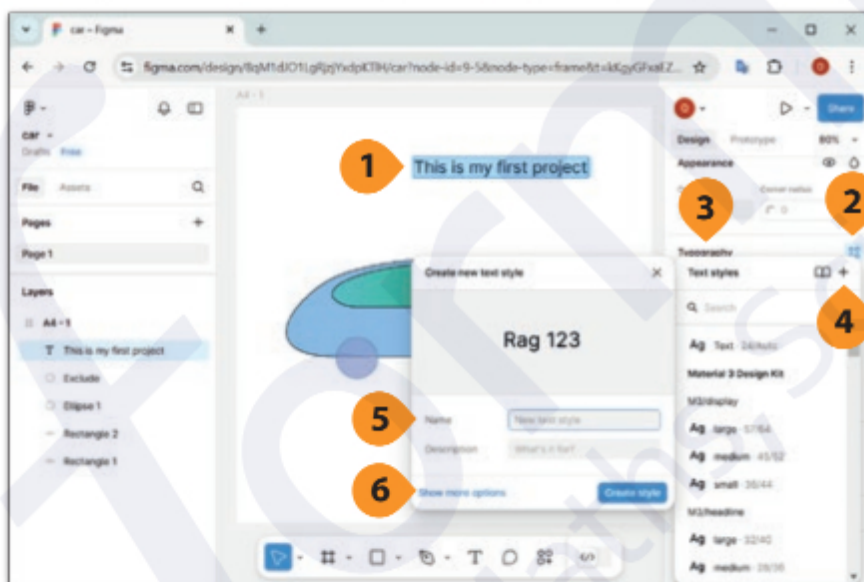 car – Figma
figma.com/design/
A4 - 1
car
Drafts Free
Share
Design Prototype 80%
This is my first project
1
Appearance
File Assets
Corner radius
0
2
3
Pages
Page 1
Typography
Text styles
Create new text style
Search
4
Layers
A4 - 1
Rag 123
Ag Text · 24/Auto
This is my first project
Material 3 Design Kit
Exclude
M3/display
Ellipse 1
5
Name
New text style
Ag large · 57/64
Rectangle 2
Description
What's it for?
Ag medium · 45/52
Rectangle 1
Ag small · 36/44
6
Show more options
Create style
M3/headline
Ag large · 32/40
Ag medium · 28/36